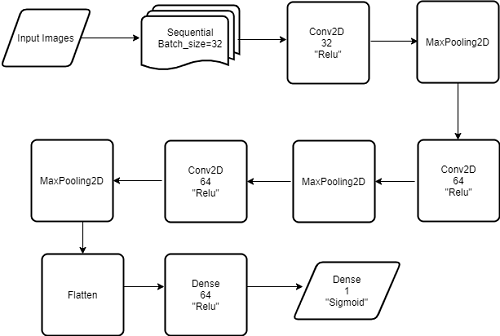 Input Images
Sequential
Batch_size=32
Conv2D
32
"Relu"
MaxPooling2D
Conv2D
64
"Relu"
MaxPooling2D
Conv2D
64
"Relu"
MaxPooling2D
Flatten
Dense
64
"Relu"
Dense
1
"Sigmoid"